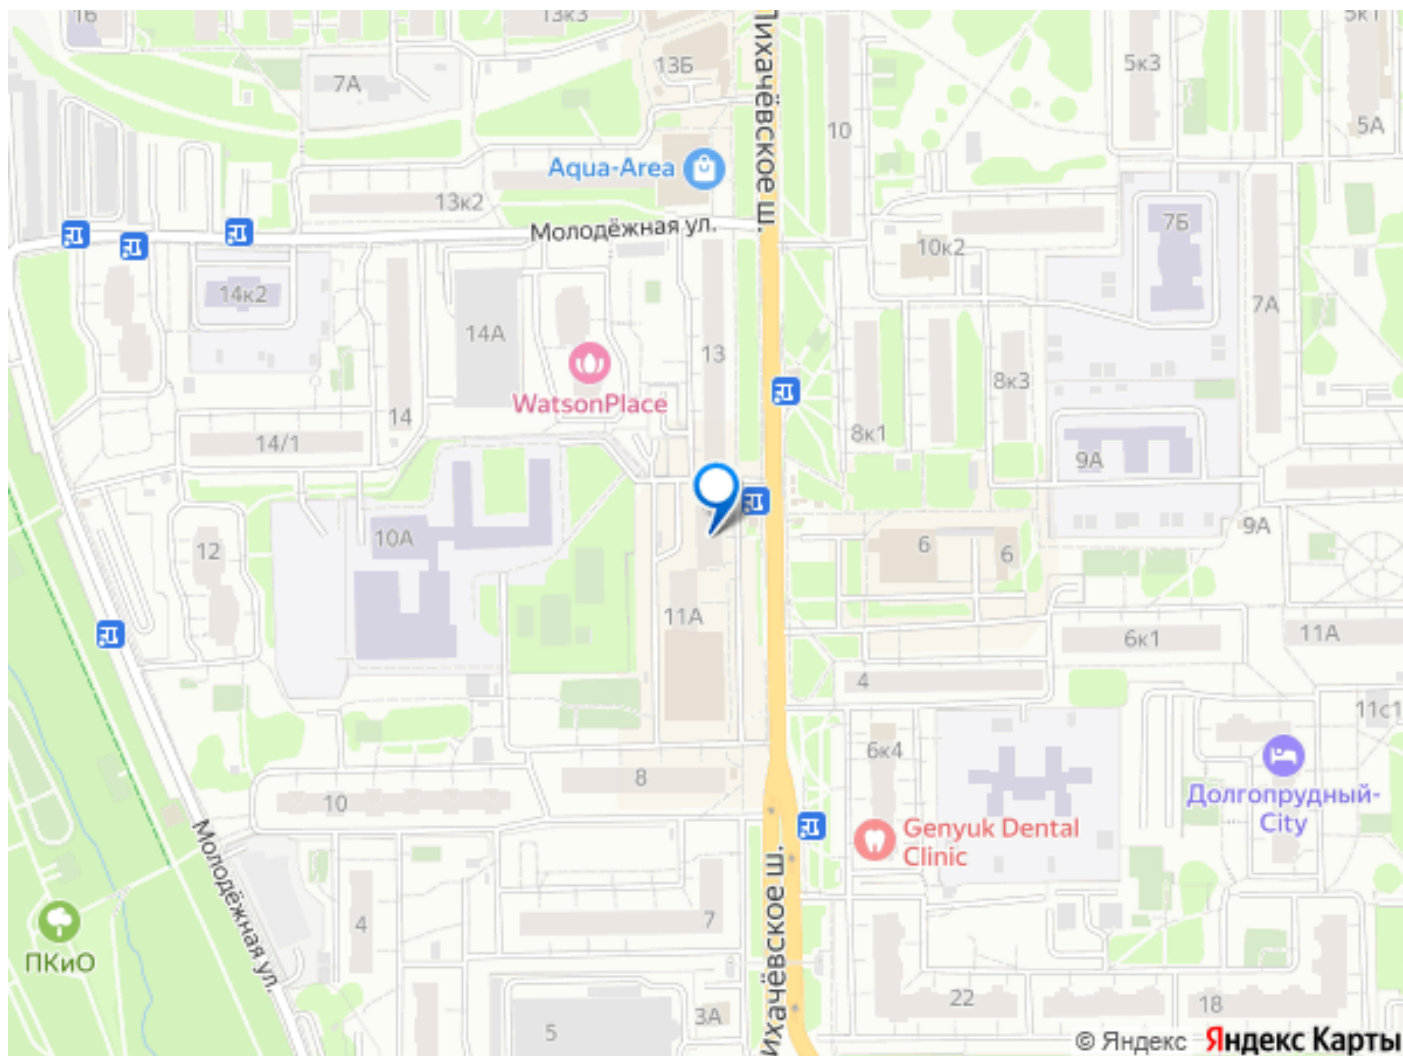 16
13к3
5к1
13Б
5к3
7А
10
5А
Лихачёвское ш.
Aqua-Area
13к2
Молодёжная ул.
7Б
10к2
14к2
7А
14А
13
8к3
WatsonPlace
14
8к1
14/1
9А
9А
10А
12
6
6
11А
6к1
11А
4
11с1
6к4
8
10
Долгопрудный-
City
Genyuk Dental
Clinic
Молодёжная ул.
Лихачёвское ш.
4
7
ПКиО
22
18
3А
5
© Яндекс Яндекс Карты